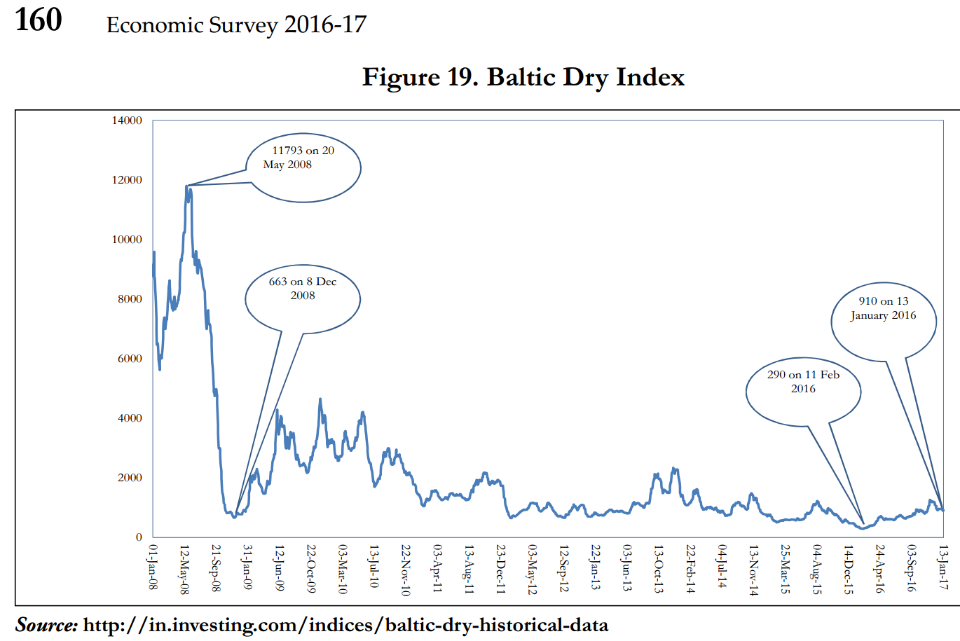 160 Economic Survey 2016-17
Figure 19. Baltic Dry Index
14000
12000
10000
8000
6000
4000
2000
0
11793 on 20
May 2008
663 on 8 Dec
2008
910 on 13
January 2016
290 on 11 Feb
2016
01-Jan-08
12-May-08
21-Sep-08
31-Jan-09
12-Jun-09
22-Oct-09
03-Mar-10
13-Jul-10
22-Nov-10
03-Apr-11
13-Aug-11
23-Dec-11
03-May-12
12-Sep-12
22-Jan-13
03-Jun-13
13-Oct-13
22-Feb-14
04-Jul-14
13-Nov-14
25-Mar-15
04-Aug-15
14-Dec-15
24-Apr-16
03-Sep-16
13-Jan-17
Source: http://in.investing.com/indices/baltic-dry-historical-data